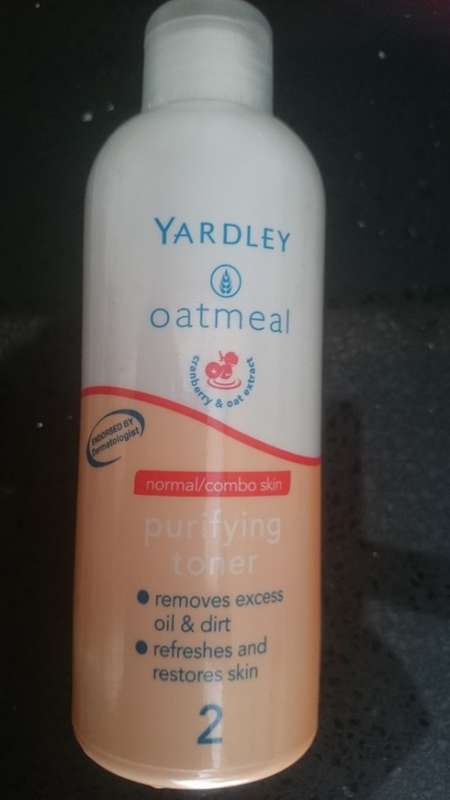 YARDLEY
oatmeal
cranberry & oat extract
ENDORSED BY
Dermatologist
normal/combo skin
purifying
toner
• removes excess
oil & dirt
• refreshes and
restores skin
2